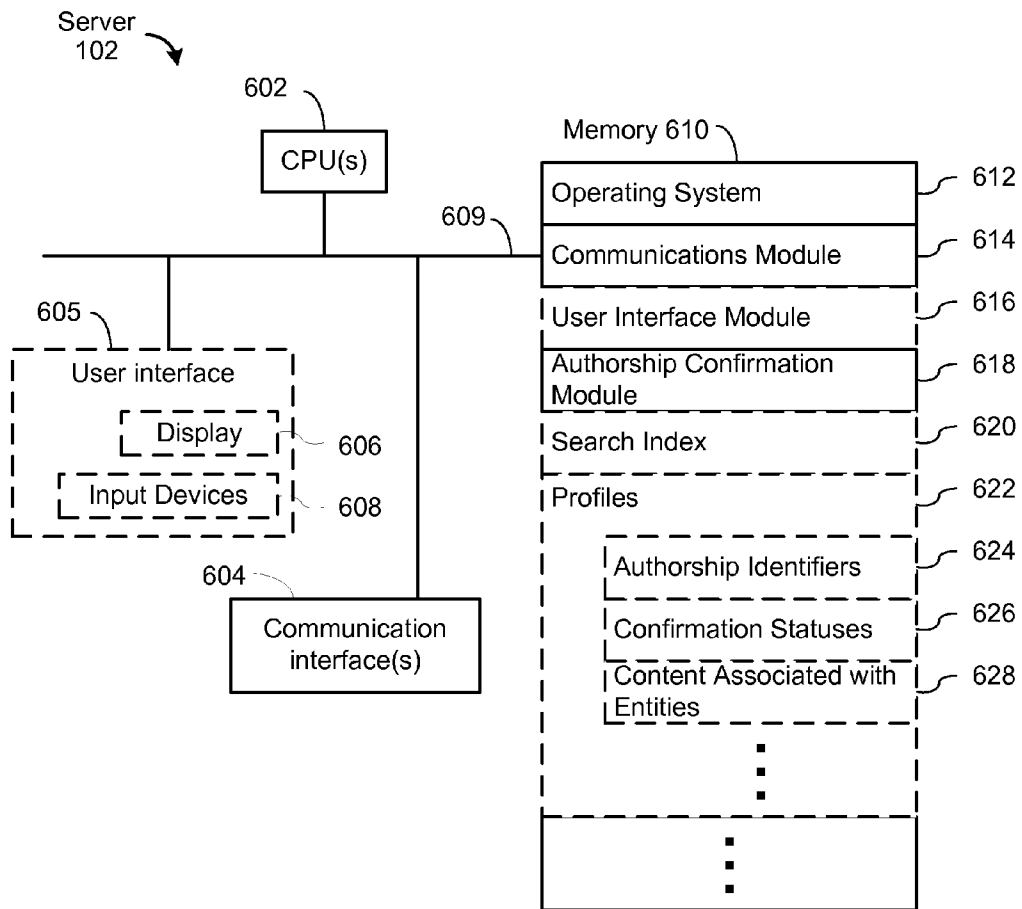 Server
102
602
CPU(s)
Memory 610
Operating System
612
609
Communications Module
614
User Interface Module
616
605
User interface
Authorship Confirmation
Module
618
Display
606
Search Index
620
Input Devices
608
Profiles
622
Authorship Identifiers
624
604
Confirmation Statuses
626
Communication
interface(s)
Content Associated with
Entities
628